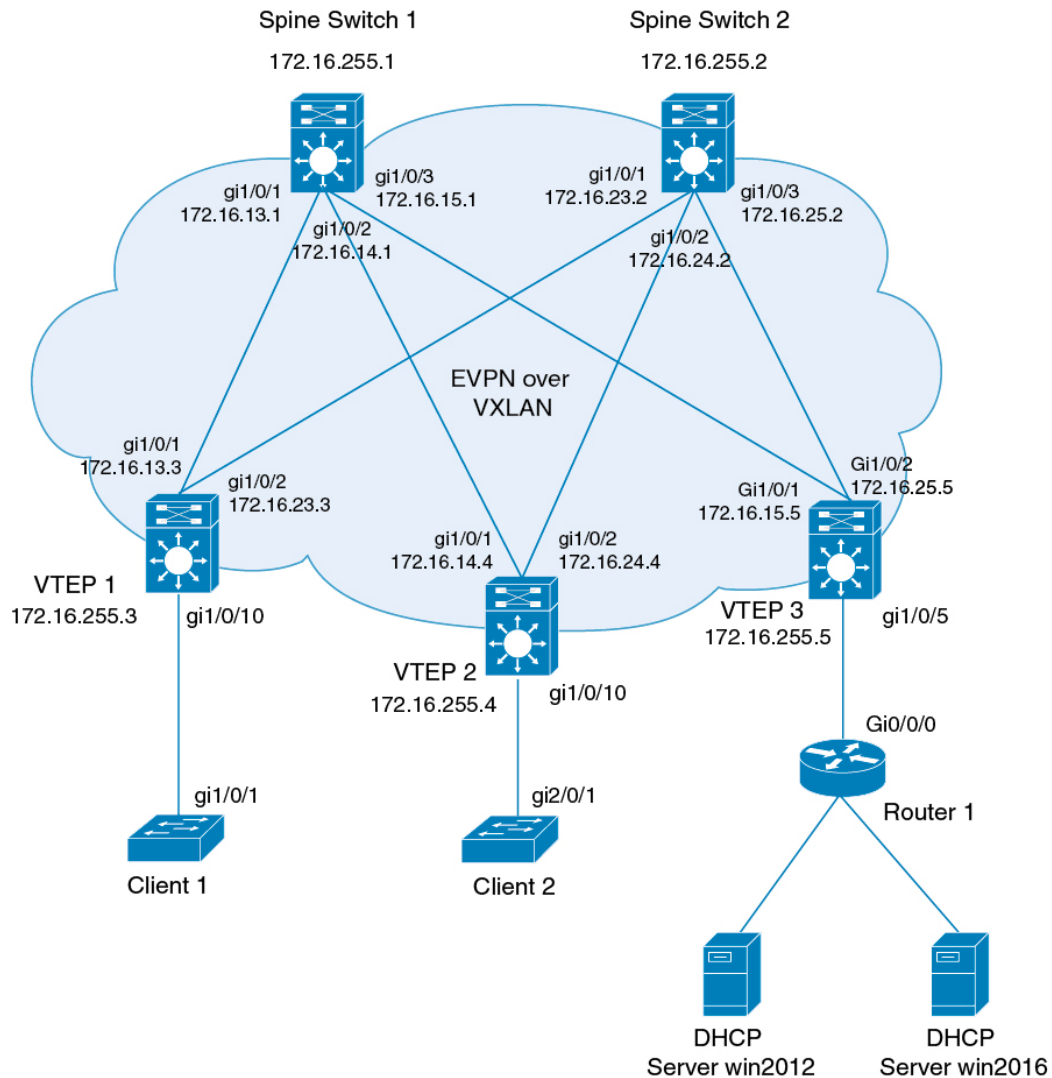 Spine Switch 1
172.16.255.1
Spine Switch 2
172.16.255.2
gi1/0/1
172.16.13.1
gi1/0/3
172.16.15.1
gi1/0/2
172.16.14.1
gi1/0/1
172.16.23.2
gi1/0/3
172.16.25.2
gi1/0/2
172.16.24.2
EVPN over
VXLAN
gi1/0/1
172.16.13.3
gi1/0/2
172.16.23.3
gi1/0/1
172.16.14.4
gi1/0/2
172.16.24.4
Gi1/0/1
172.16.15.5
Gi1/0/2
172.16.25.5
VTEP 1
172.16.255.3
gi1/0/10
VTEP 2
172.16.255.4
gi1/0/10
VTEP 3
172.16.255.5
gi1/0/5
Gi0/0/0
Router 1
gi1/0/1
Client 1
gi2/0/1
Client 2
DHCP
Server win2012
DHCP
Server win2016